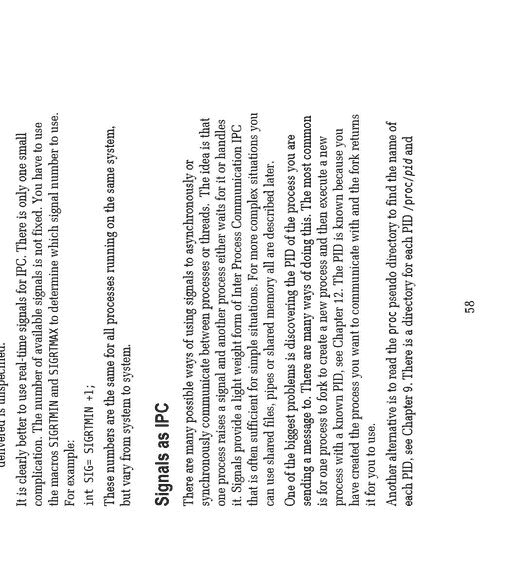 delivered is unspecified.
It is clearly better to use real-time signals for IPC. There is only one small
complication. The number of available signals is not fixed. You have to use
the macros SIGRTMIN and SIGRTMAX to determine which signal number to use.
For example:
int SIG= SIGRTMIN +1;
These numbers are the same for all processes running on the same system,
but vary from system to system.
Signals as IPC
There are many possible ways of using signals to asynchronously or
synchronously communicate between processes or threads. The idea is that
one process raises a signal and another process either waits for it or handles
it. Signals provide a light weight form of Inter Process Communication IPC
that is often sufficient for simple situations. For more complex situations you
can use shared files, pipes or shared memory all are described later.
One of the biggest problems is discovering the PID of the process you are
sending a message to. There are many ways of doing this. The most common
is for one process to fork to create a new process and then execute a new
process with a known PID, see Chapter 12. The PID is known because you
have created the process you want to communicate with and the fork returns
it for you to use.
Another alternative is to read the proc pseudo directory to find the name of
each PID, see Chapter 9. There is a directory for each PID /proc/pid and
58